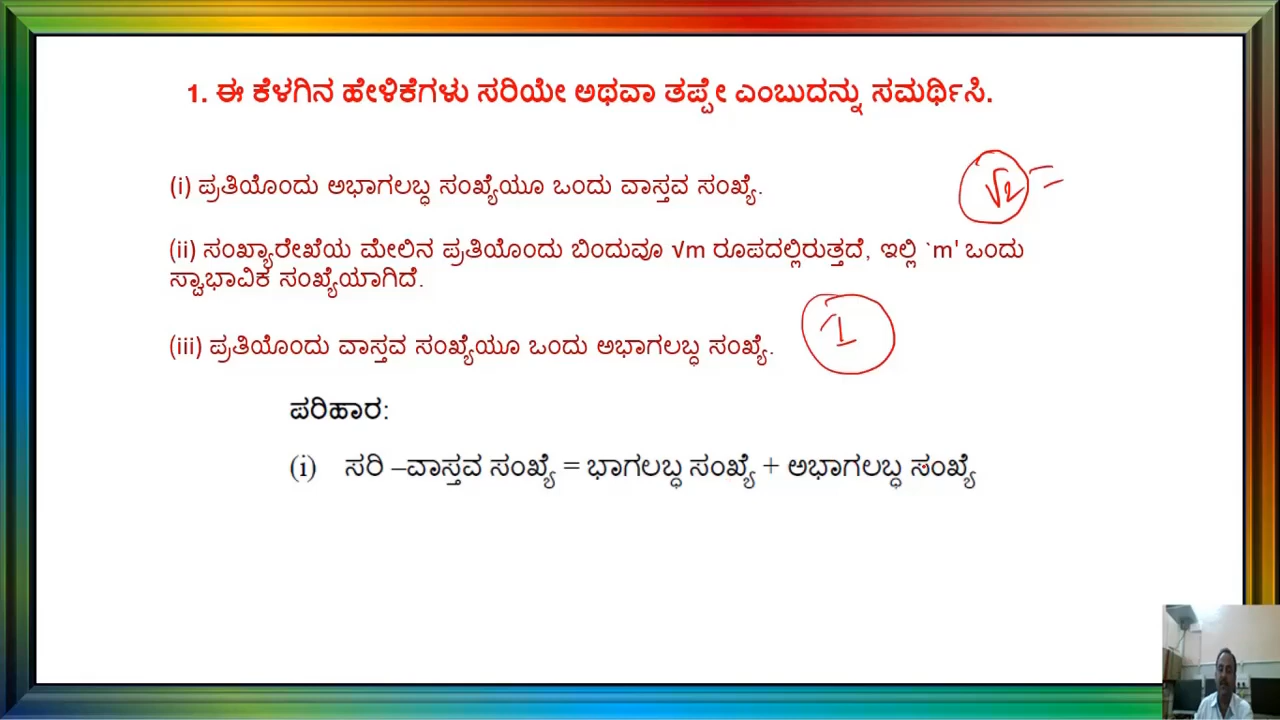 1. ಈ ಕೆಳಗಿನ ಹೇಳಿಕೆಗಳು ಸರಿಯೇ ಅಥವಾ ತಪ್ಪೇ ಎಂಬುದನ್ನು ಸಮರ್ಥಿಸಿ.
(i) ಪ್ರತಿಯೊಂದು ಅಭಾಗಲಬ್ಧ ಸಂಖ್ಯೆಯೂ ಒಂದು ವಾಸ್ತವ ಸಂಖ್ಯೆ.
√2 =
(ii) ಸಂಖ್ಯಾರೇಖೆಯ ಮೇಲಿನ ಪ್ರತಿಯೊಂದು ಬಿಂದುವೂ √m ರೂಪದಲ್ಲಿರುತ್ತದೆ, ಇಲ್ಲಿ `m' ಒಂದು
ಸ್ವಾಭಾವಿಕ ಸಂಖ್ಯೆಯಾಗಿದೆ.
(iii) ಪ್ರತಿಯೊಂದು ವಾಸ್ತವ ಸಂಖ್ಯೆಯೂ ಒಂದು ಅಭಾಗಲಬ್ಧ ಸಂಖ್ಯೆ.
1
ಪರಿಹಾರ:
(i) ಸರಿ –ವಾಸ್ತವ ಸಂಖ್ಯೆ = ಭಾಗಲಬ್ಧ ಸಂಖ್ಯೆ + ಅಭಾಗಲಬ್ಧ ಸಂಖ್ಯೆ